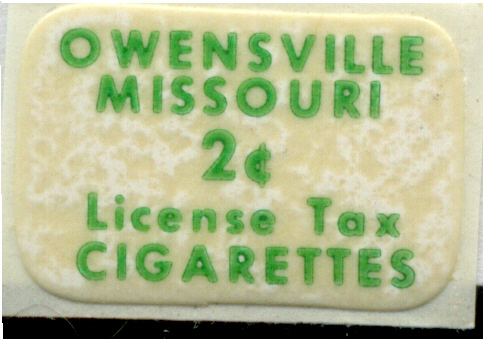 OWENSVILLE
MISSOURI
2¢
License Tax
CIGARETTES